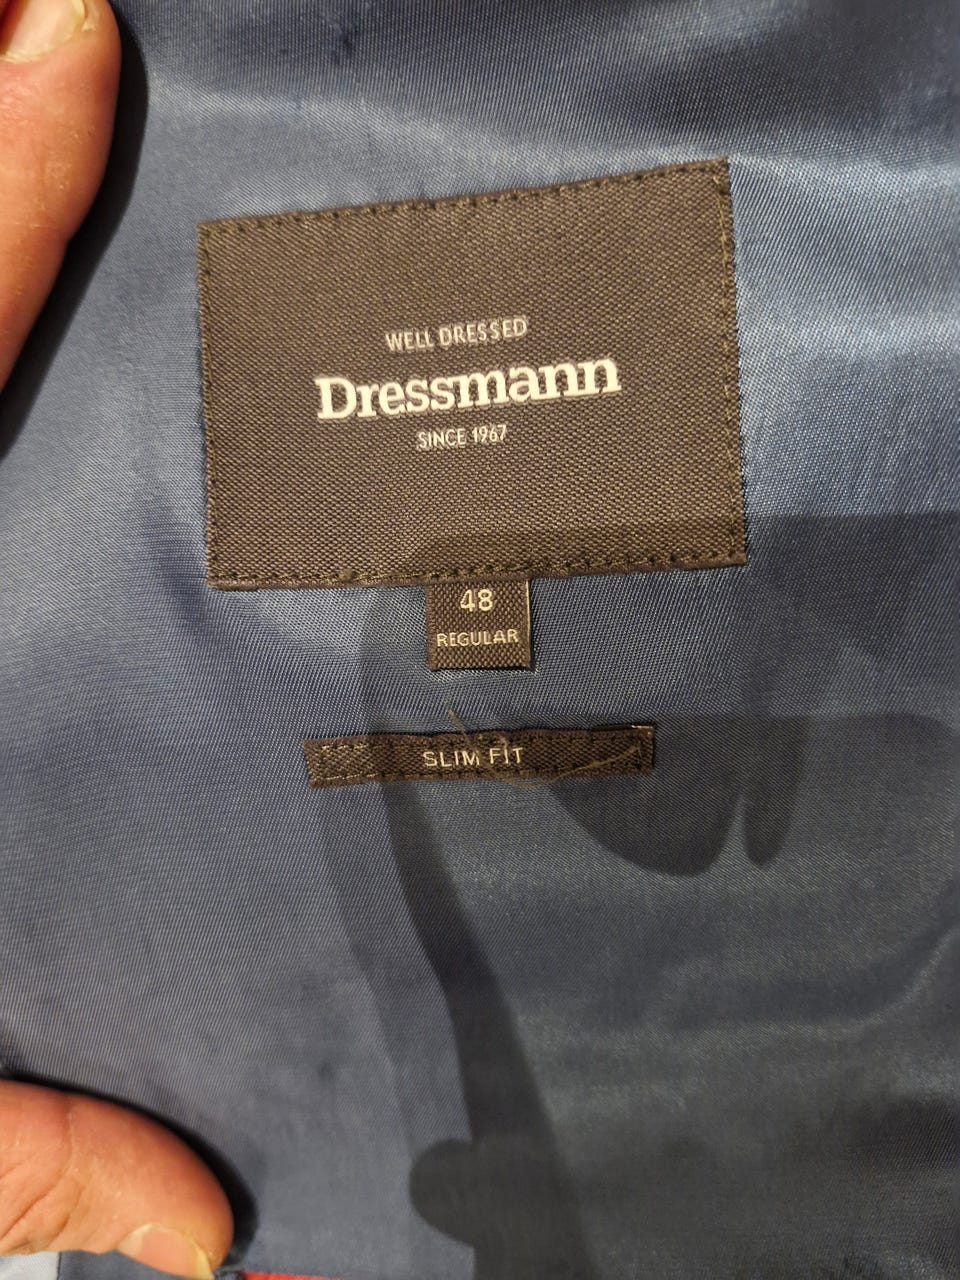 WELL DRESSED
Dressmann
SINCE 1967
48
REGULAR
SLIM FIT